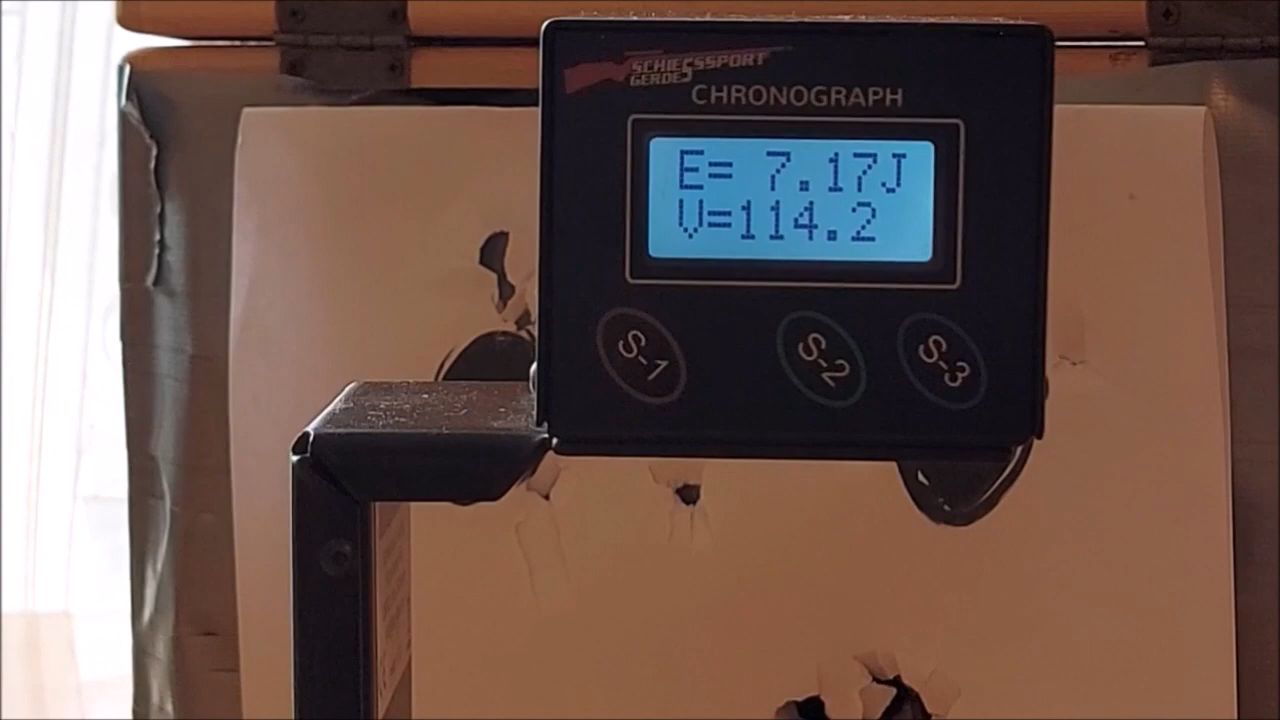 SCHIESSSPORT
GERDES
CHRONOGRAPH
E= 7.17J
V=114.2
S-1
S-2
S-3